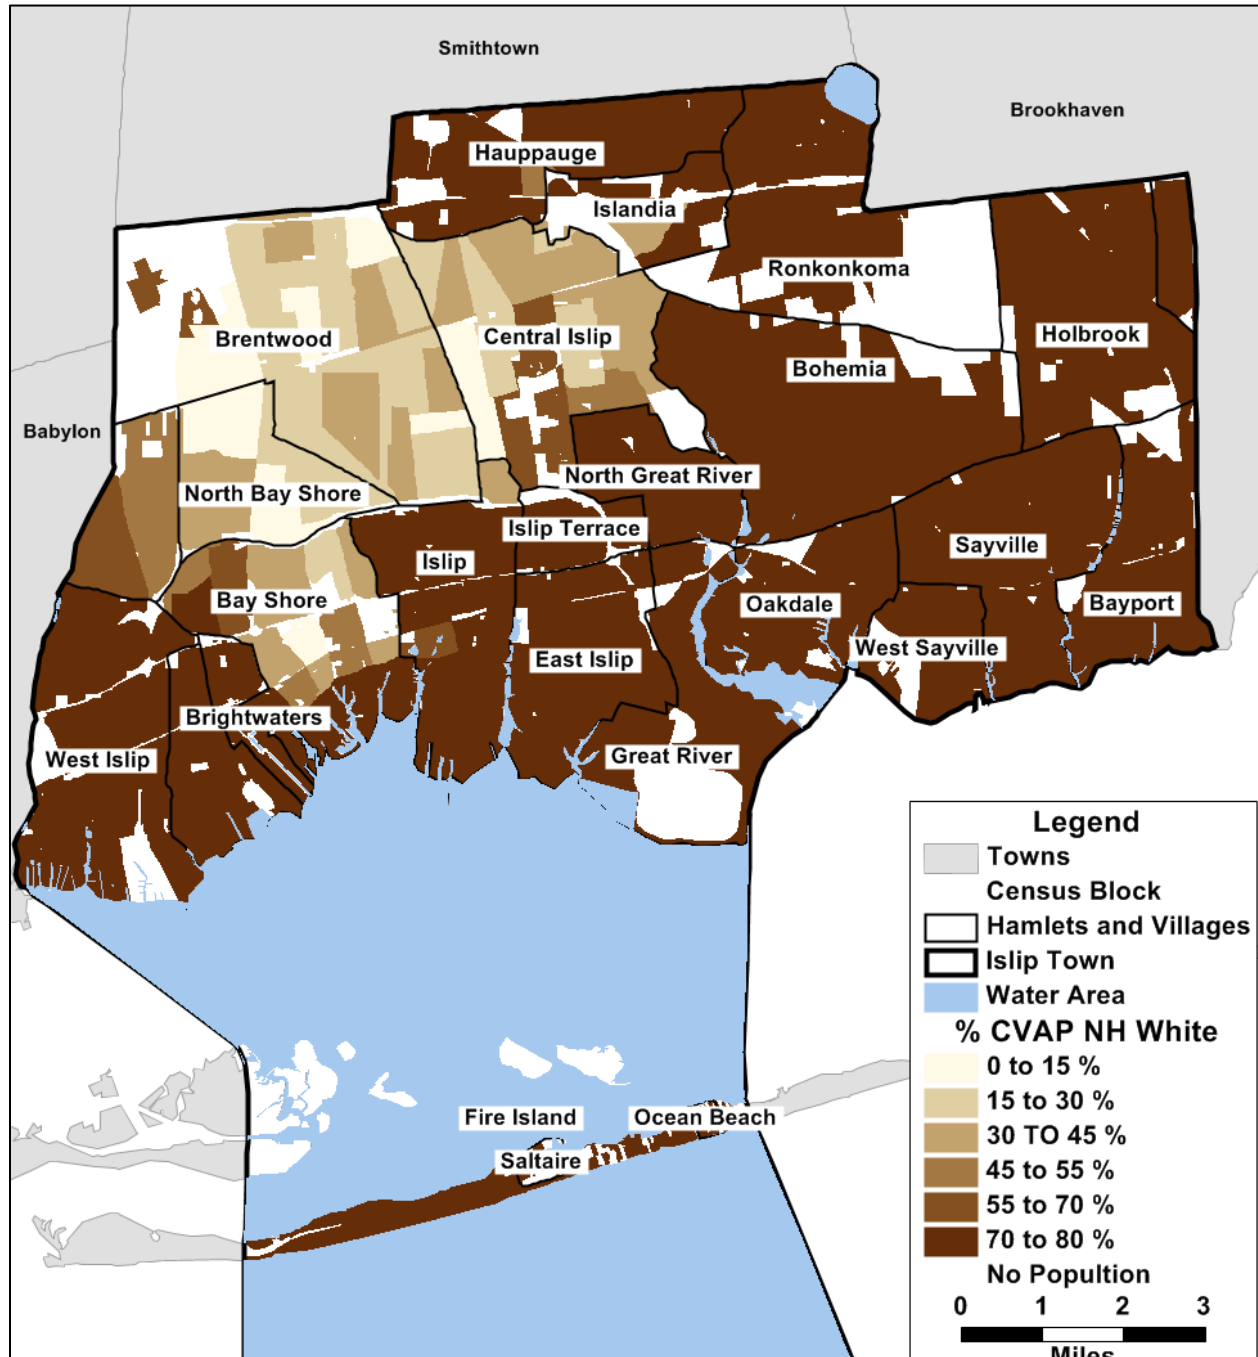 Smithtown
Brookhaven
Hauppauge
Islandia
Ronkonkoma
Brentwood
Central Islip
Holbrook
Bohemia
Babylon
North Great River
North Bay Shore
Islip Terrace
Sayville
Islip
Bay Shore
Oakdale
Bayport
West Sayville
East Islip
Brightwaters
West Islip
Great River
Fire Island
Ocean Beach
Saltaire
Legend
Towns
Census Block
Hamlets and Villages
Islip Town
Water Area
% CVAP NH White
0 to 15 %
15 to 30 %
30 TO 45 %
45 to 55 %
55 to 70 %
70 to 80 %
No Popultion
0 1 2 3
Miles